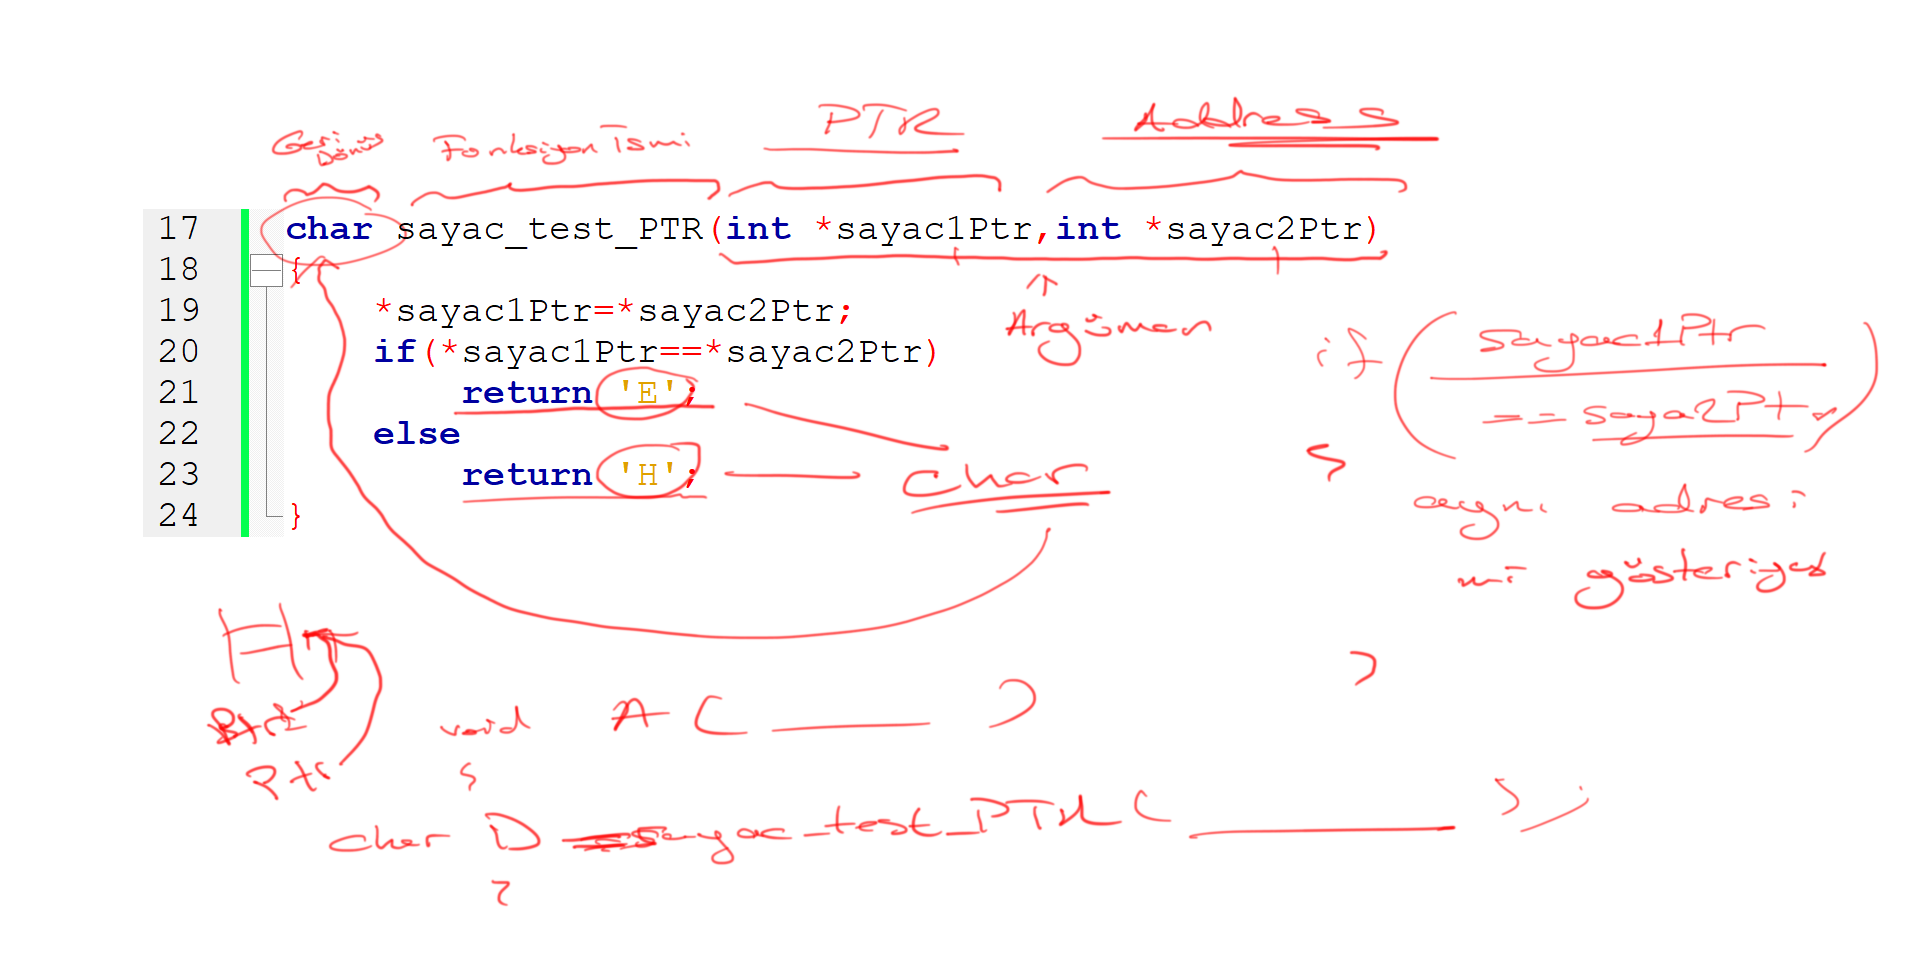 Geri Dönüş Fonksiyon İsmi PTR Address
17 char sayac_test_PTR(int *sayac1Ptr,int *sayac2Ptr)
18 {
19 *sayac1Ptr=*sayac2Ptr;
Argüman
20 if(*sayac1Ptr==*sayac2Ptr)
21 return 'E';
22 else
23 return 'H';
24 }
char
if (sayac1Ptr
== saya2Ptr)
aynı adresi
mi gösteriyor
Ptr
void A ( )
char D = sayac_test_PTR ( );